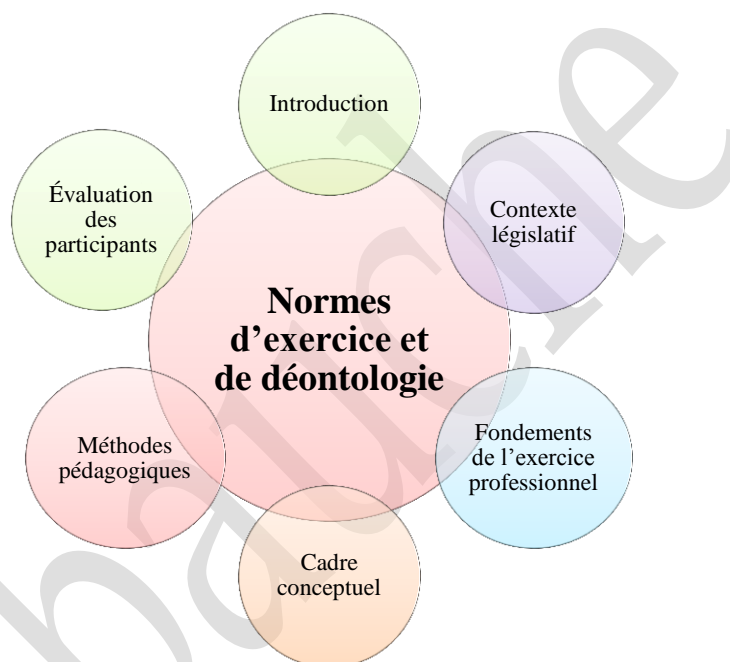 Introduction
Contexte
législatif
Fondements
de l’exercice
professionnel
Cadre
conceptuel
Méthodes
pédagogiques
Évaluation
des
participants
Normes
d’exercice et
de déontologie
bauche